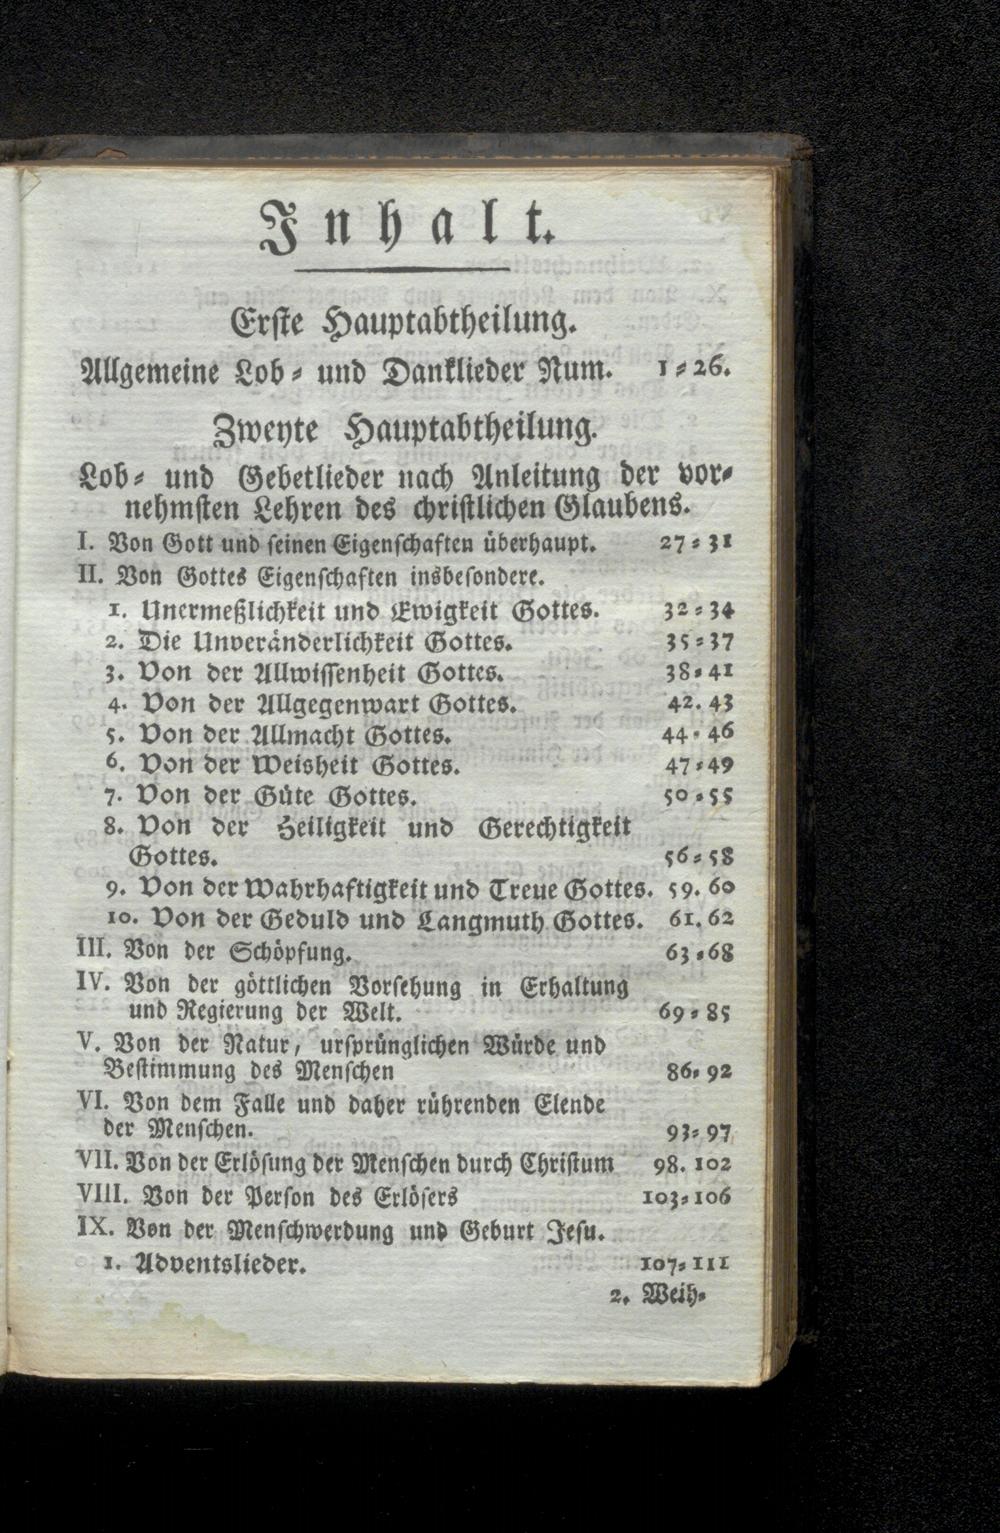 Inhalt.
Erste Hauptabtheilung.
Allgemeine Lob- und Danklieder Num. 1-26.
Zweyte Hauptabtheilung.
Lob- und Gebetlieder nach Anleitung der vor-
nehmsten Lehren des christlichen Glaubens.
I. Von Gott und seinen Eigenschaften überhaupt. 27-31
II. Von Gottes Eigenschaften insbesondere.
1. Unermeßlichkeit und Ewigkeit Gottes. 32-34
2. Die Unveränderlichkeit Gottes. 35-37
3. Von der Allwissenheit Gottes. 38-41
4. Von der Allgegenwart Gottes. 42. 43
5. Von der Allmacht Gottes. 44-46
6. Von der Weisheit Gottes. 47-49
7. Von der Güte Gottes. 50-55
8. Von der Heiligkeit und Gerechtigkeit
Gottes. 56-58
9. Von der Wahrhaftigkeit und Treue Gottes. 59. 60
10. Von der Geduld und Langmuth Gottes. 61. 62
III. Von der Schöpfung. 63-68
IV. Von der göttlichen Vorsehung in Erhaltung
und Regierung der Welt. 69-85
V. Von der Natur, ursprünglichen Würde und
Bestimmung des Menschen 86-92
VI. Von dem Falle und daher rührenden Elende
der Menschen. 93-97
VII. Von der Erlösung der Menschen durch Christum 98. 102
VIII. Von der Person des Erlösers 103-106
IX. Von der Menschwerdung und Geburt Jesu.
1. Adventslieder. 107-111
2. Weih-